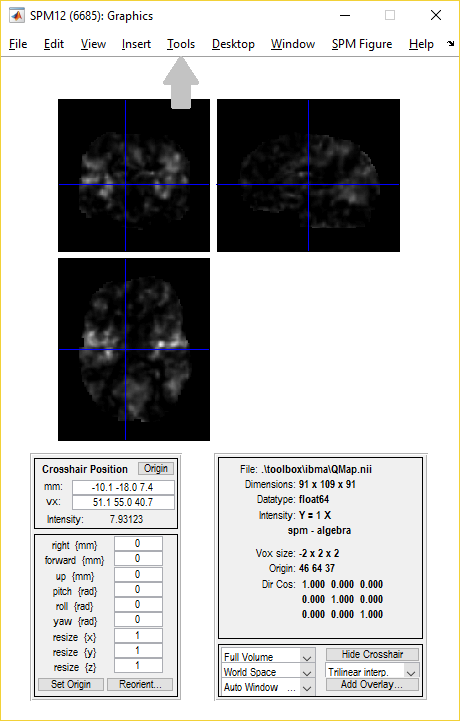 SPM12 (6685): Graphics
File Edit View Insert Tools Desktop Window SPM Figure Help
Crosshair Position Origin
mm: -10.1 -18.0 7.4
vx: 51.1 55.0 40.7
Intensity: 7.93123
right {mm} 0
forward {mm} 0
up {mm} 0
pitch {rad} 0
roll {rad} 0
yaw {rad} 0
resize {x} 1
resize {y} 1
resize {z} 1
Set Origin Reorient...
File: .\toolbox\ibma\QMap.nii
Dimensions: 91 x 109 x 91
Datatype: float64
Intensity: Y = 1 X
spm - algebra
Vox size: -2 x 2 x 2
Origin: 46 64 37
Dir Cos: 1.000 0.000 0.000
0.000 1.000 0.000
0.000 0.000 1.000
Full Volume Hide Crosshair
World Space Trilinear interp.
Auto Window ... Add Overlay...